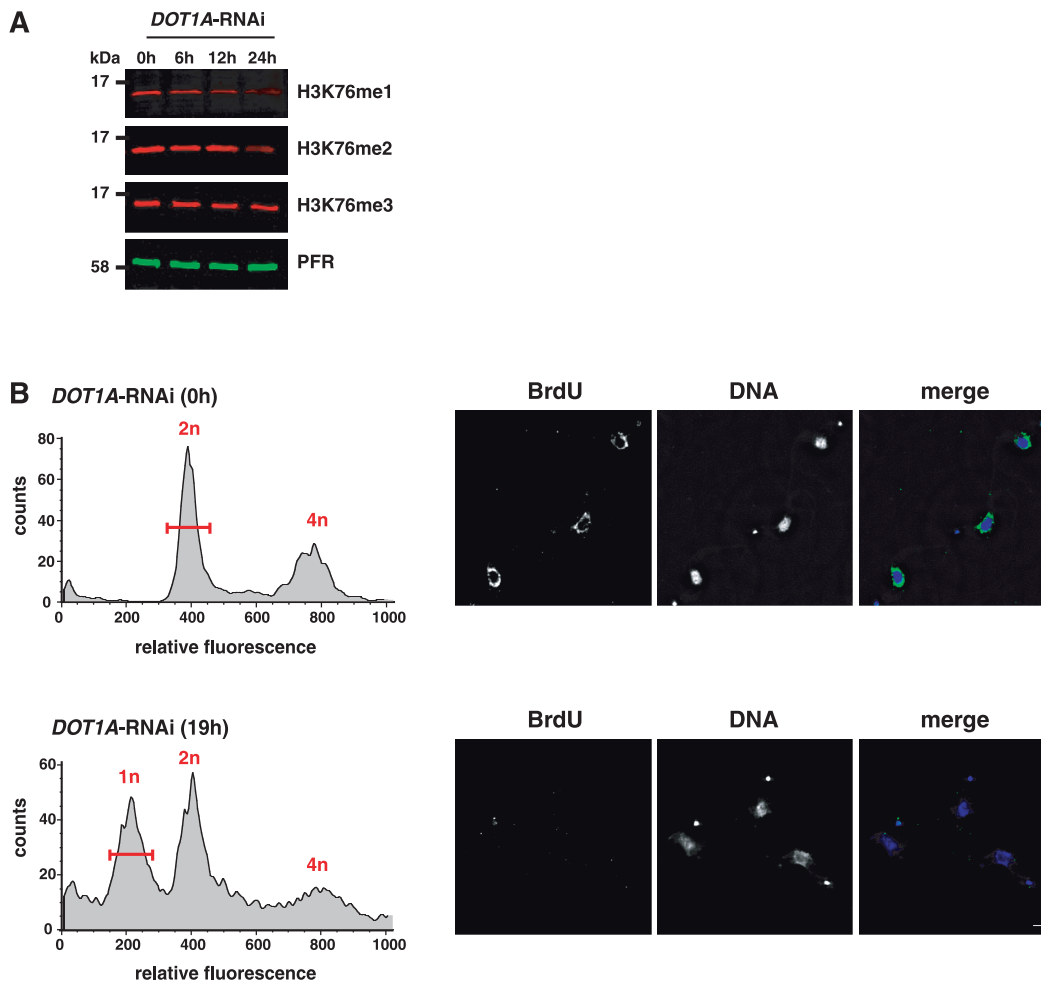 A
DOT1A-RNAi
kDa 0h 6h 12h 24h
17 H3K76me1
17 H3K76me2
17 H3K76me3
58 PFR
B
DOT1A-RNAi (0h)
2n
4n
counts
80
60
40
20
0
0 200 400 600 800 1000
relative fluorescence
BrdU DNA merge
DOT1A-RNAi (19h)
1n
2n
4n
counts
60
40
20
0
0 200 400 600 800 1000
relative fluorescence
BrdU DNA merge